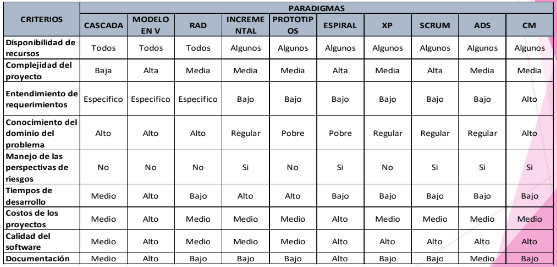 CRITERIOS PARADIGMAS
CASCADA MODELO EN V RAD INCREME NTAL PROTOTIP OS ESPIRAL XP SCRUM ADS CM
Disponibilidad de recursos Todos Todos Todos Algunos Algunos Algunos Algunos Algunos Algunos Algunos
Complejidad del proyecto Baja Alta Media Media Media Alta Media Alta Media Media
Entendimiento de requerimientos Especifico Especifico Especifico Bajo Bajo Bajo Bajo Bajo Bajo Alto
Conocimiento del dominio del problema Alto Alto Alto Regular Pobre Pobre Regular Regular Regular Alto
Manejo de las perspectivas de riesgos No No No Si No Si No Si Si Si
Tiempos de desarrollo Medio Alto Bajo Alto Alto Bajo Bajo Bajo Bajo Bajo
Costos de los proyectos Medio Alto Medio Medio Medio Alto Medio Medio Medio Medio
Calidad del software Medio Alto Medio Medio Medio Alto Alto Alto Alto Alto
Documentación Medio Alto Bajo Bajo Medio Alto Bajo Bajo Medio Bajo